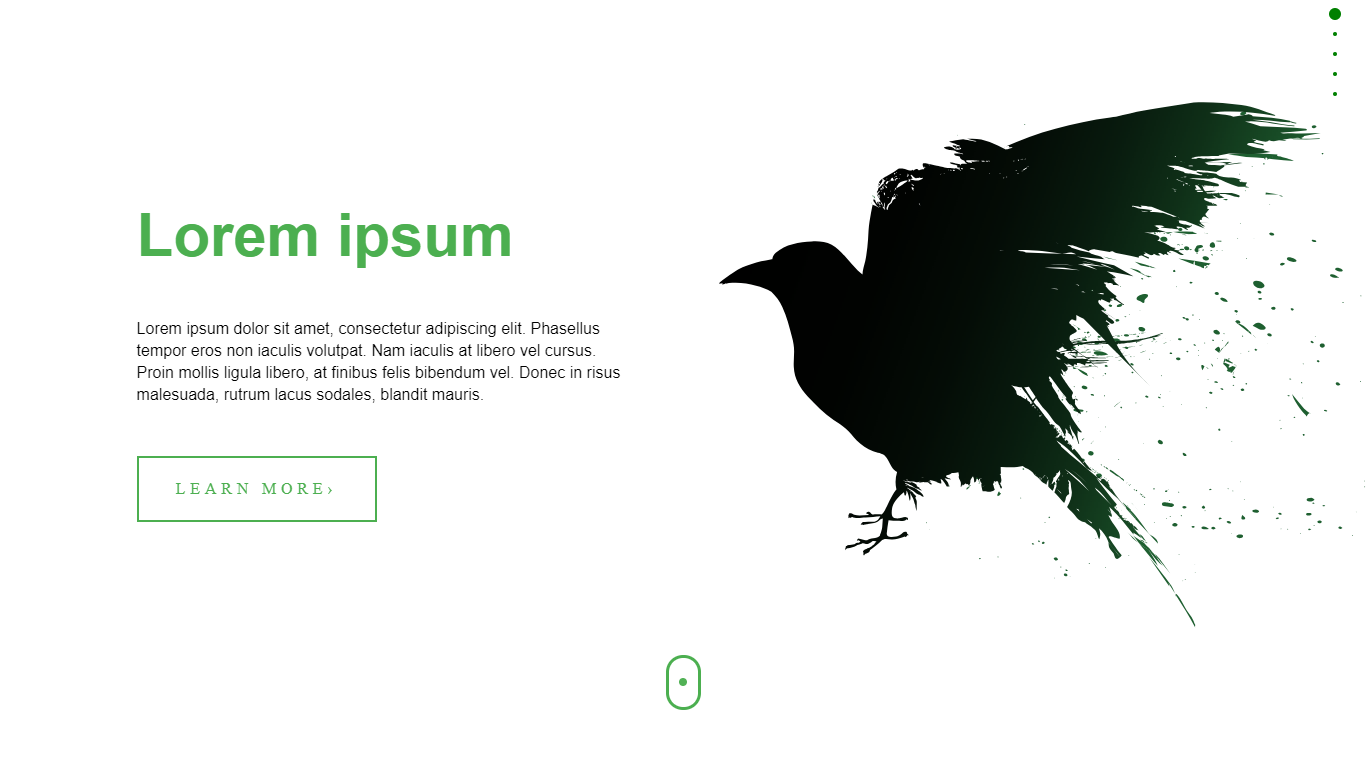 Lorem ipsum
Lorem ipsum dolor sit amet, consectetur adipiscing elit. Phasellus
tempor eros non iaculis volutpat. Nam iaculis at libero vel cursus.
Proin mollis ligula libero, at finibus felis bibendum vel. Donec in risus
malesuada, rutrum lacus sodales, blandit mauris.
LEARN MORE›